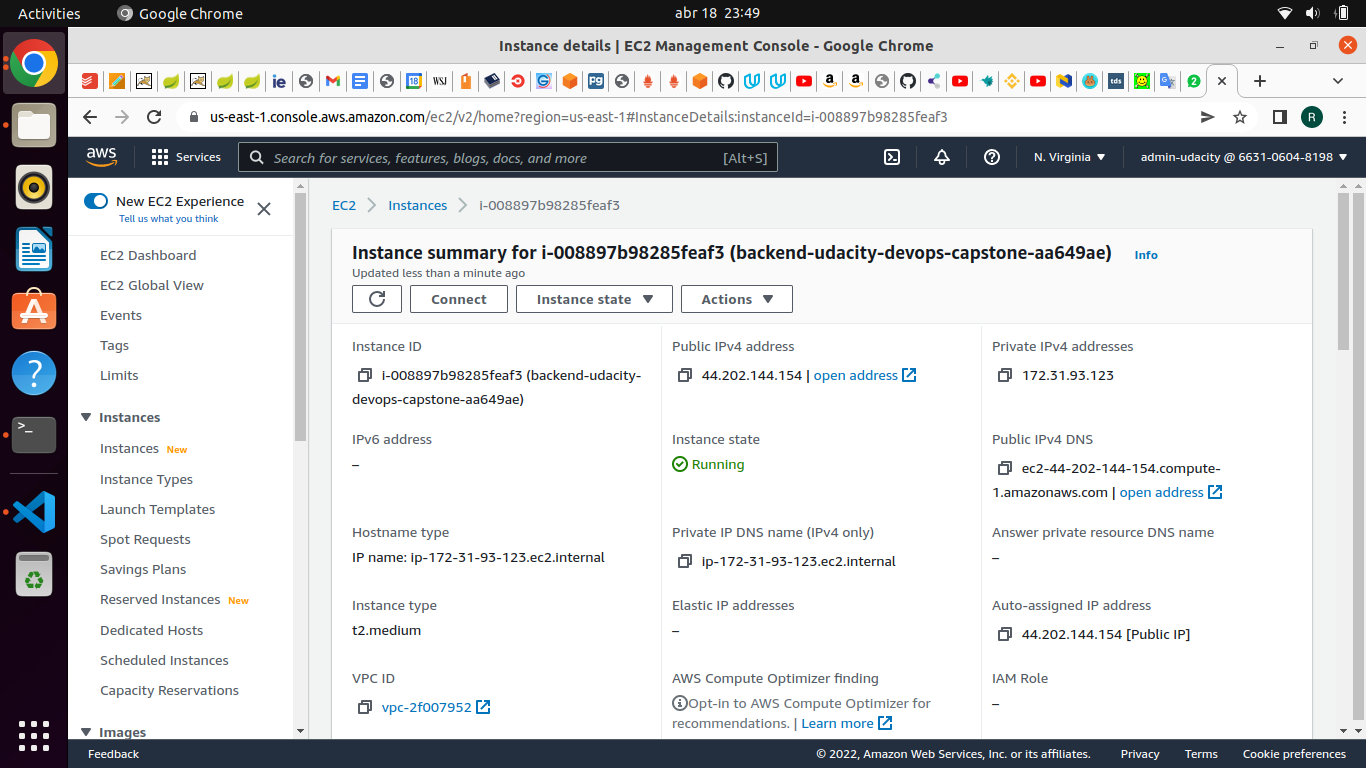 Activities
Google Chrome
abr 18 23:49
Instance details | EC2 Management Console - Google Chrome
us-east-1.console.aws.amazon.com/ec2/v2/home?region=us-east-1#InstanceDetails:instanceId=i-008897b98285feaf3
R
aws
Services
Search for services, features, blogs, docs, and more
[Alt+S]
N. Virginia
admin-udacity @ 6631-0604-8198
New EC2 Experience
Tell us what you think
EC2 Dashboard
EC2 Global View
Events
Tags
Limits
Instances
Instances New
Instance Types
Launch Templates
Spot Requests
Savings Plans
Reserved Instances New
Dedicated Hosts
Scheduled Instances
Capacity Reservations
Images
EC2
Instances
i-008897b98285feaf3
Instance summary for i-008897b98285feaf3 (backend-udacity-devops-capstone-aa649ae)
Info
Updated less than a minute ago
Connect
Instance state
Actions
Instance ID
i-008897b98285feaf3 (backend-udacity-
devops-capstone-aa649ae)
Public IPv4 address
44.202.144.154 | open address
Private IPv4 addresses
172.31.93.123
IPv6 address
–
Instance state
Running
Public IPv4 DNS
ec2-44-202-144-154.compute-
1.amazonaws.com | open address
Hostname type
IP name: ip-172-31-93-123.ec2.internal
Private IP DNS name (IPv4 only)
ip-172-31-93-123.ec2.internal
Answer private resource DNS name
–
Instance type
t2.medium
Elastic IP addresses
–
Auto-assigned IP address
44.202.144.154 [Public IP]
VPC ID
vpc-2f007952
AWS Compute Optimizer finding
Opt-in to AWS Compute Optimizer for
recommendations. | Learn more
IAM Role
–
Feedback
© 2022, Amazon Web Services, Inc. or its affiliates.
Privacy
Terms
Cookie preferences